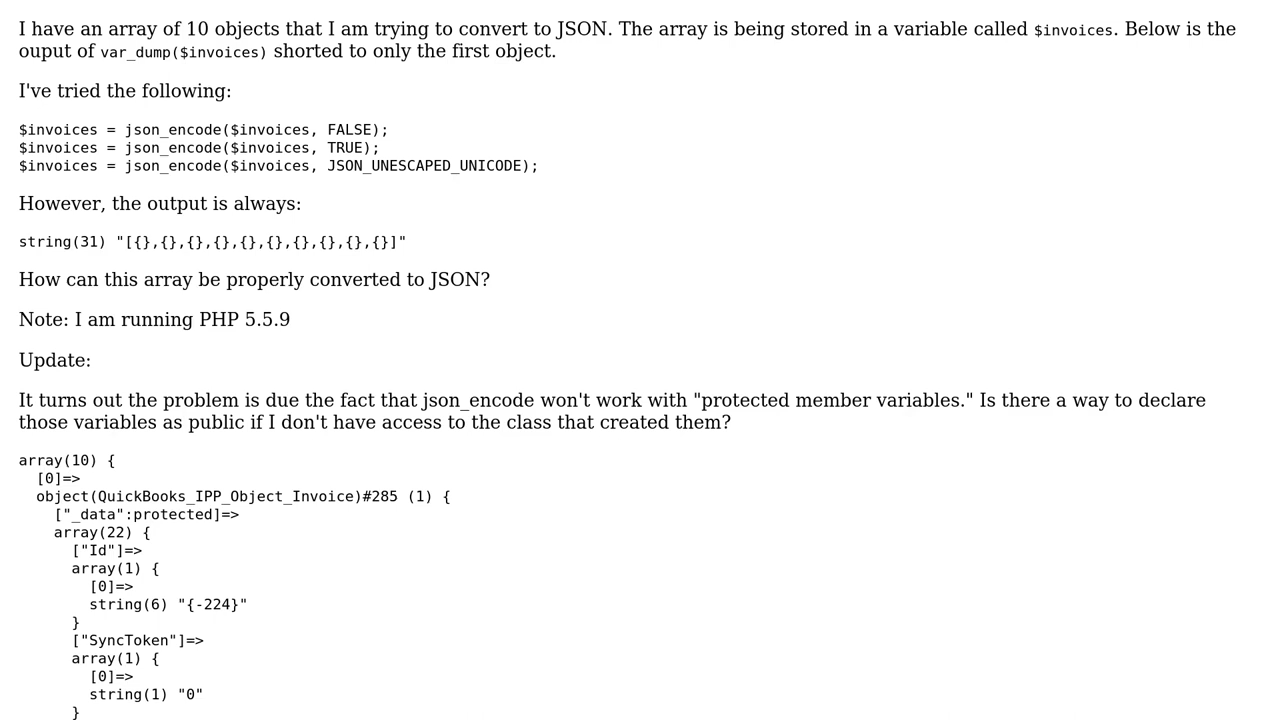 I have an array of 10 objects that I am trying to convert to JSON. The array is being stored in a variable called $invoices. Below is the
ouput of var_dump($invoices) shorted to only the first object.
I've tried the following:
$invoices = json_encode($invoices, FALSE);
$invoices = json_encode($invoices, TRUE);
$invoices = json_encode($invoices, JSON_UNESCAPED_UNICODE);
However, the output is always:
string(31) "[{},{},{},{},{},{},{},{},{},{}]"
How can this array be properly converted to JSON?
Note: I am running PHP 5.5.9
Update:
It turns out the problem is due the fact that json_encode won't work with "protected member variables." Is there a way to declare
those variables as public if I don't have access to the class that created them?
array(10) {
  [0]=>
  object(QuickBooks_IPP_Object_Invoice)#285 (1) {
    ["_data":protected]=>
    array(22) {
      ["Id"]=>
      array(1) {
        [0]=>
        string(6) "{-224}"
      }
      ["SyncToken"]=>
      array(1) {
        [0]=>
        string(1) "0"
      }